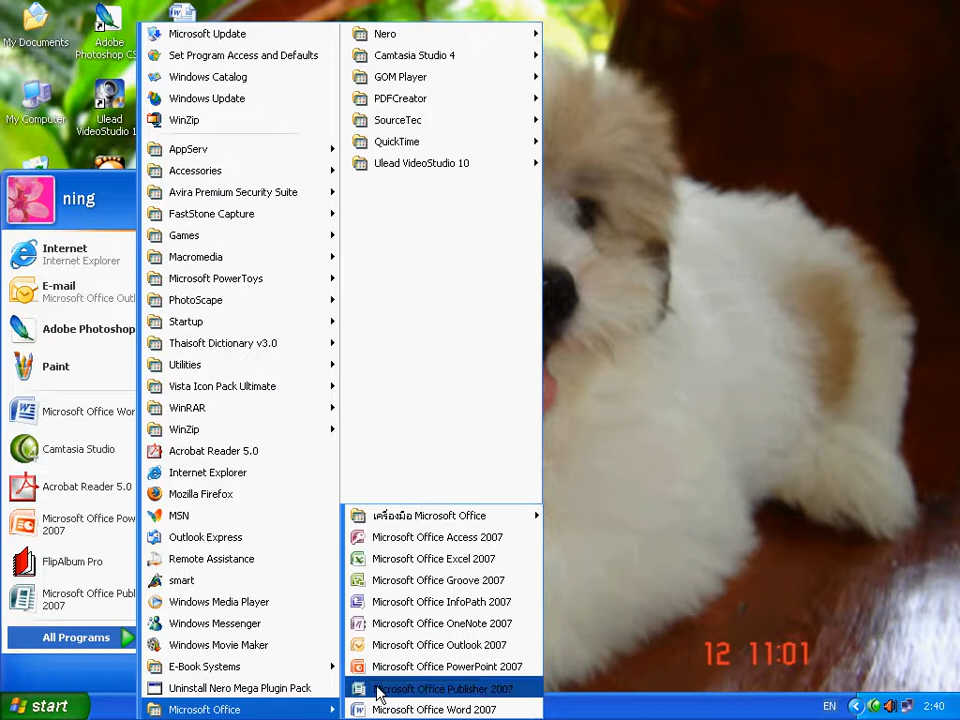 My Documents
Adobe
Photoshop CS
My Computer
Ulead
VideoStudio 1
ning
Internet
Internet Explorer
E-mail
Microsoft Office Outl
Adobe Photoshop
Paint
Microsoft Office Wor
Camtasia Studio
Acrobat Reader 5.0
Microsoft Office Pow
2007
FlipAlbum Pro
Microsoft Office Publ
2007
All Programs
start
Microsoft Update
Set Program Access and Defaults
Windows Catalog
Windows Update
WinZip
AppServ
Accessories
Avira Premium Security Suite
FastStone Capture
Games
Macromedia
Microsoft PowerToys
PhotoScape
Startup
Thaisoft Dictionary v3.0
Utilities
Vista Icon Pack Ultimate
WinRAR
WinZip
Acrobat Reader 5.0
Internet Explorer
Mozilla Firefox
MSN
Outlook Express
Remote Assistance
smart
Windows Media Player
Windows Messenger
Windows Movie Maker
E-Book Systems
Uninstall Nero Mega Plugin Pack
Microsoft Office
Nero
Camtasia Studio 4
GOM Player
PDFCreator
SourceTec
QuickTime
Ulead VideoStudio 10
เครื่องมือ Microsoft Office
Microsoft Office Access 2007
Microsoft Office Excel 2007
Microsoft Office Groove 2007
Microsoft Office InfoPath 2007
Microsoft Office OneNote 2007
Microsoft Office Outlook 2007
Microsoft Office PowerPoint 2007
Microsoft Office Publisher 2007
Microsoft Office Word 2007
12 11:01
EN
2:40